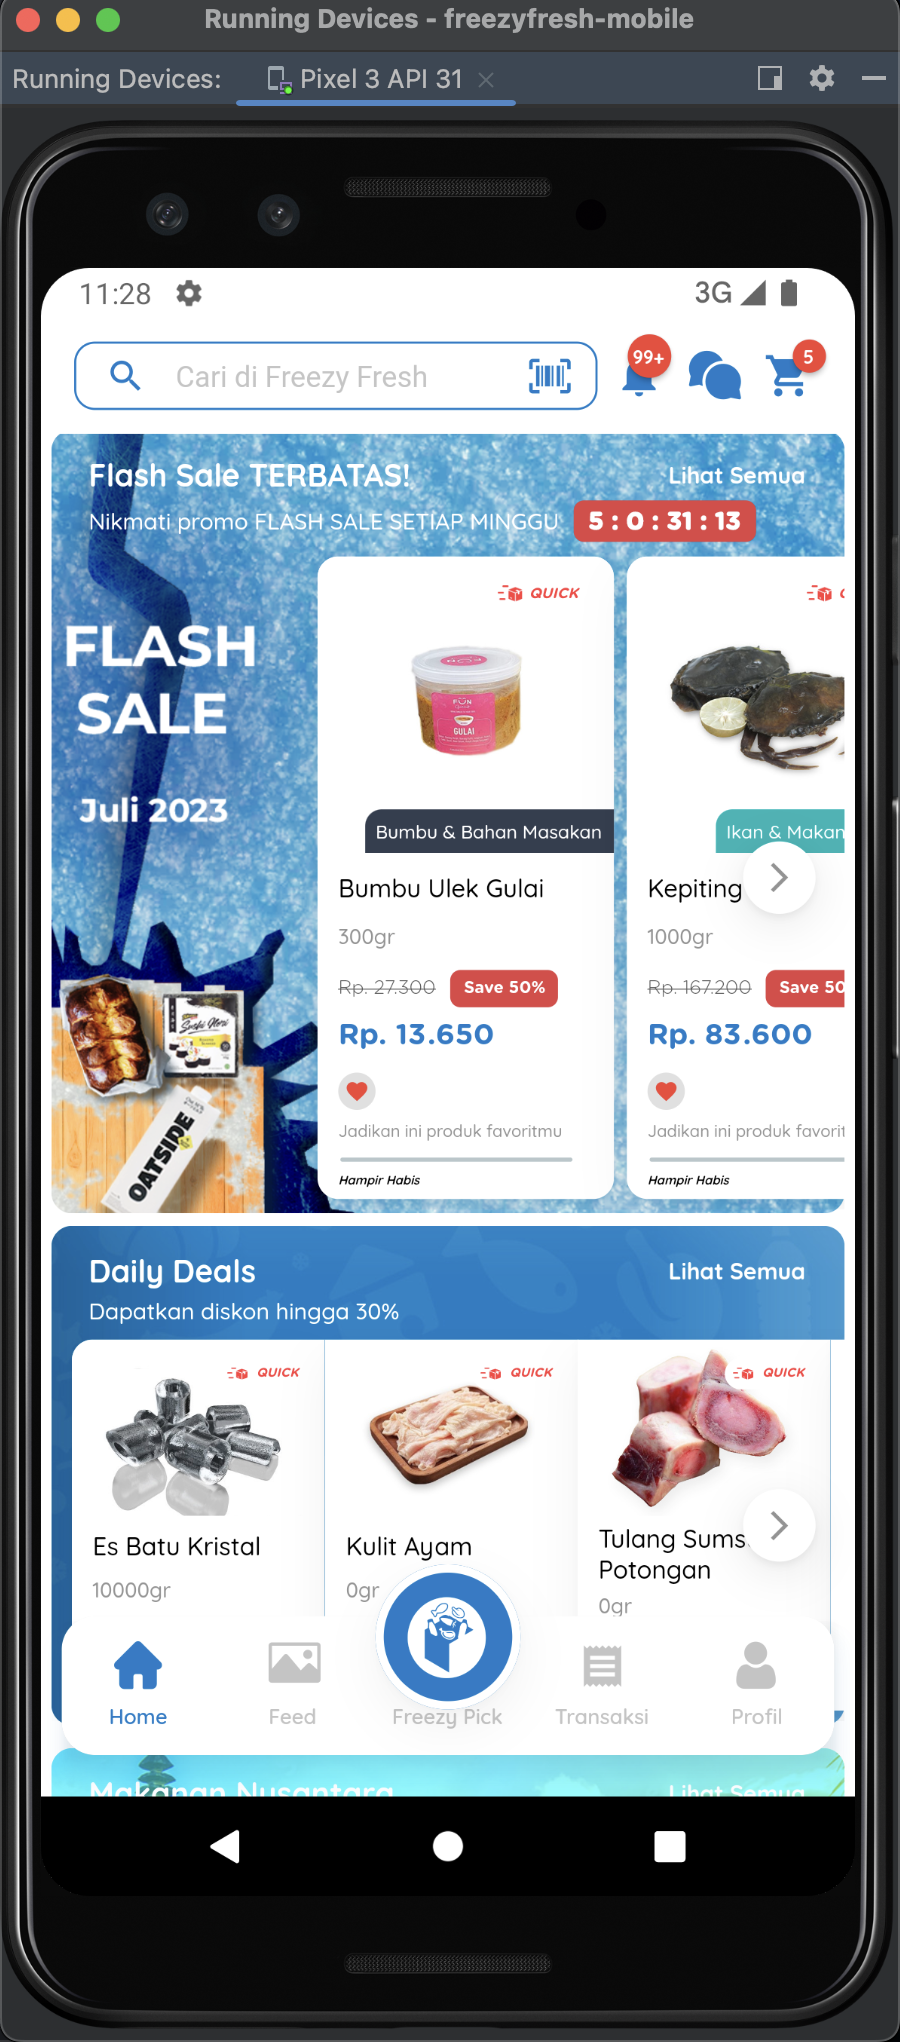 Running Devices - freezyfresh-mobile
Running Devices: Pixel 3 API 31
11:28 3G
Cari di Freezy Fresh 99+ 5
Flash Sale TERBATAS! Lihat Semua
Nikmati promo FLASH SALE SETIAP MINGGU 5 : 0 : 31 : 13
FLASH
SALE
Juli 2023
OATSIDE
QUICK
FUN
GULAI
Bumbu & Bahan Masakan
Bumbu Ulek Gulai
300gr
Rp. 27.300 Save 50%
Rp. 13.650
Jadikan ini produk favoritmu
Hampir Habis
Ikan & Makan
Kepiting
1000gr
Rp. 167.200 Save 50
Rp. 83.600
Jadikan ini produk favorit
Hampir Habis
Daily Deals Lihat Semua
Dapatkan diskon hingga 30%
QUICK QUICK QUICK
Es Batu Kristal
10000gr
Kulit Ayam
0gr
Tulang Sums
Potongan
0gr
Home Feed Freezy Pick Transaksi Profil
Makanan Nusantara Lihat Semua